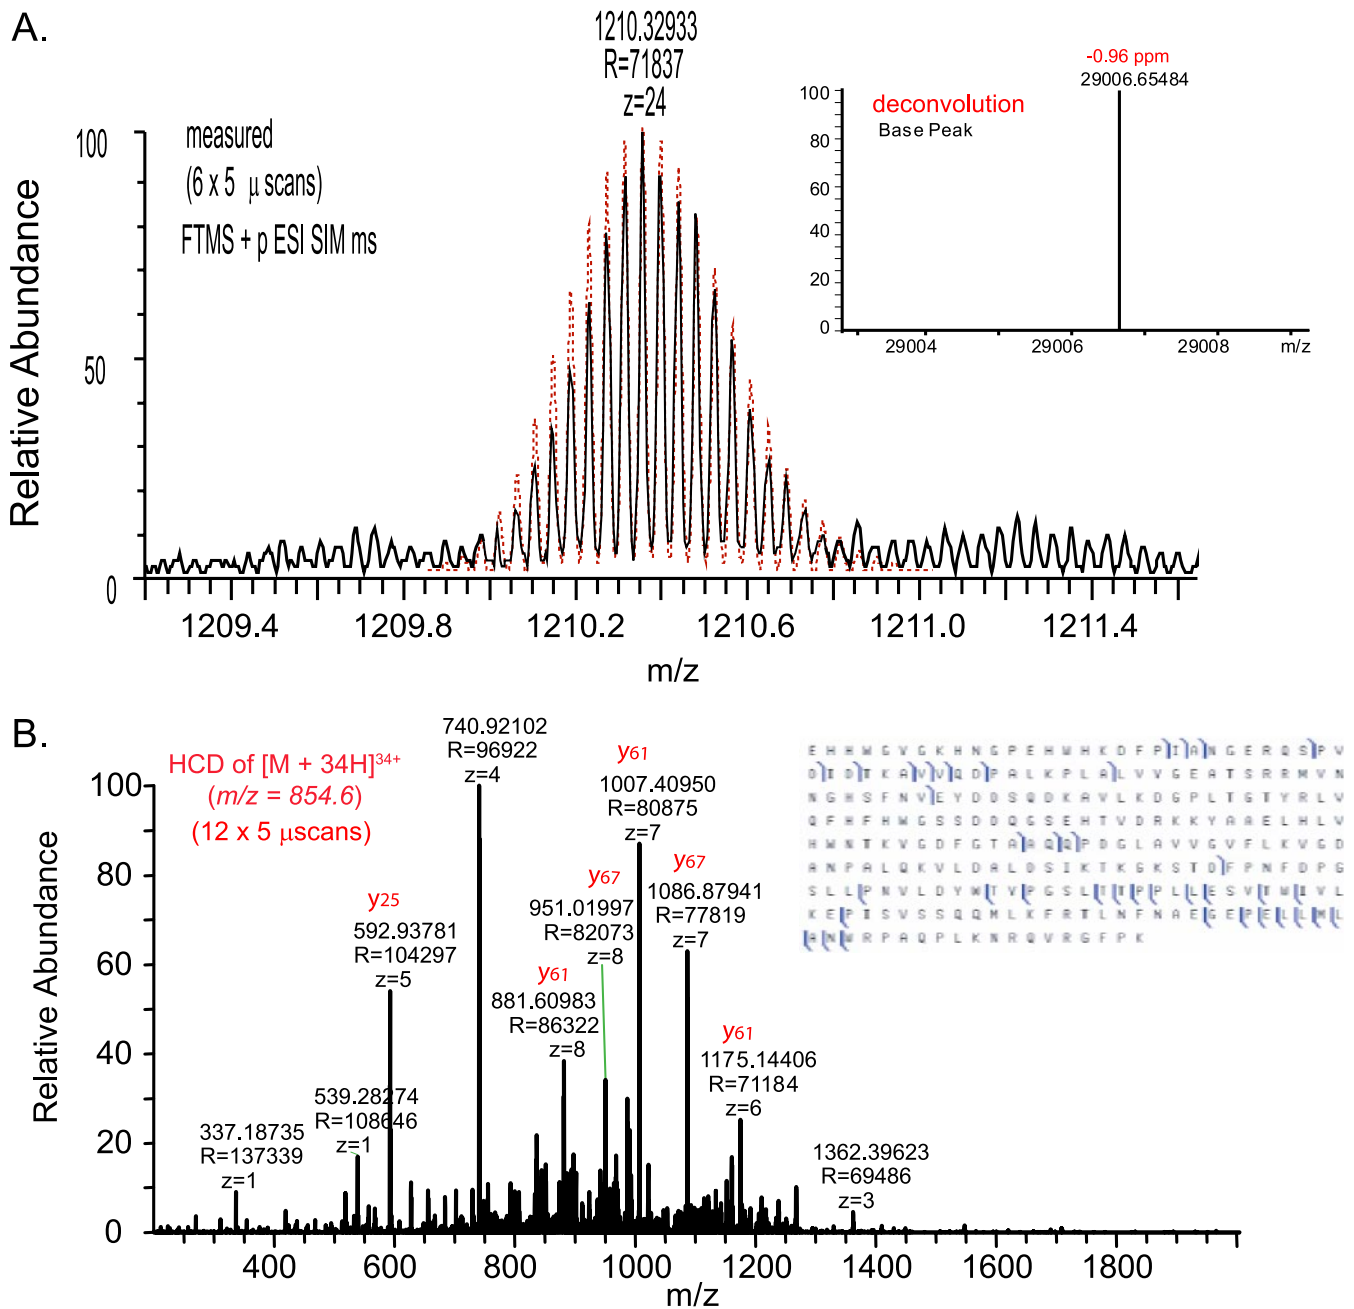 A.
1210.32933
R=71837
z=24
measured
(6 x 5 μ scans)
FTMS + p ESI SIM ms
-0.96 ppm
29006.65484
deconvolution
Base Peak
100
80
60
40
20
0
29004 29006 29008 m/z
Relative Abundance
100
50
0
1209.4 1209.8 1210.2 1210.6 1211.0 1211.4
m/z
B.
HCD of [M + 34H]34+
(m/z = 854.6)
(12 x 5 μscans)
740.92102
R=96922
z=4
y61
1007.40950
R=80875
z=7
y67
1086.87941
R=77819
z=7
y67
951.01997
R=82073
z=8
y25
592.93781
R=104297
z=5
y61
881.60983
R=86322
z=8
y61
1175.14406
R=71184
z=6
539.28274
R=108646
z=1
337.18735
R=137339
z=1
1362.39623
R=69486
z=3
E H H W G V G K H N G P E H W H K D F P I A N G E R Q S P V
D I D T K A V V Q D P A L K P L A L V V G E A T S R R M V N
N G H S F N V E Y D D S Q D K A V L K D G P L T G T Y R L V
Q F H F H W G S S D D Q G S E H T V D R K K Y A A E L H L V
H W N T K V G D F G T A A Q Q P D G L A V V G V F L K V G D
A N P A L Q K V L D A L D S I K T K G K S T D F P N F D P G
S L L P N V L D Y W T V P G S L T T P P L L E S V T W I V L
K E P I S V S S Q Q M L K F R T L N F N A E G E P E L L M L
A N W R P A Q P L K N R Q V R G F P K
Relative Abundance
100
80
60
40
20
0
400 600 800 1000 1200 1400 1600 1800
m/z